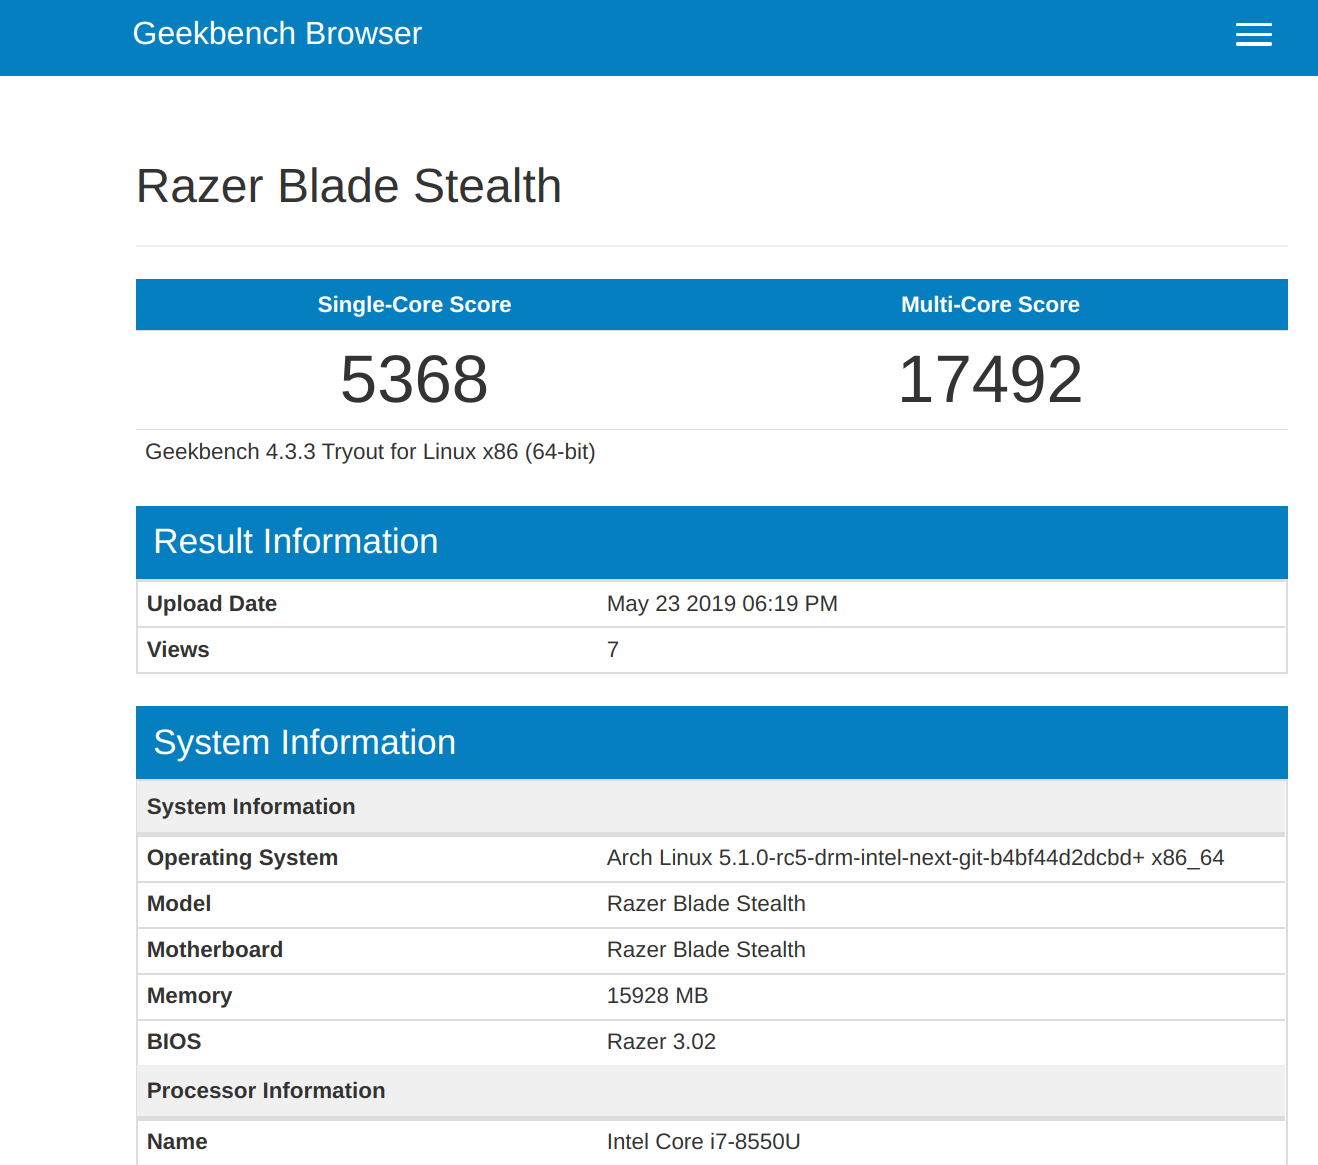 Geekbench Browser
Razer Blade Stealth
Single-Core Score Multi-Core Score
5368 17492
Geekbench 4.3.3 Tryout for Linux x86 (64-bit)
Result Information
Upload Date May 23 2019 06:19 PM
Views 7
System Information
System Information
Operating System Arch Linux 5.1.0-rc5-drm-intel-next-git-b4bf44d2dcbd+ x86_64
Model Razer Blade Stealth
Motherboard Razer Blade Stealth
Memory 15928 MB
BIOS Razer 3.02
Processor Information
Name Intel Core i7-8550U